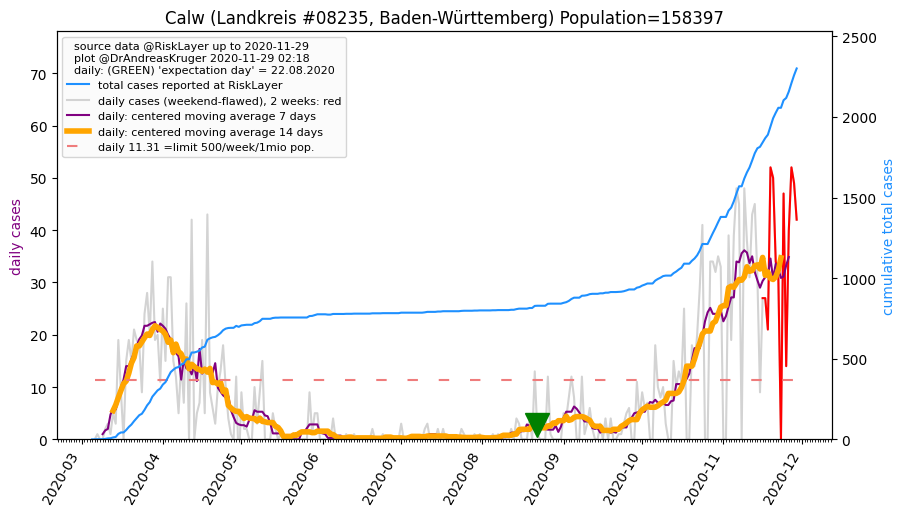 Calw (Landkreis #08235, Baden-Württemberg) Population=158397
source data @RiskLayer up to 2020-11-29
plot @DrAndreasKruger 2020-11-29 02:18
daily: (GREEN) 'expectation day' = 22.08.2020
total cases reported at RiskLayer
daily cases (weekend-flawed), 2 weeks: red
daily: centered moving average 7 days
daily: centered moving average 14 days
daily 11.31 =limit 500/week/1mio pop.
daily cases
70
60
50
40
30
20
10
0
cumulative total cases
2500
2000
1500
1000
500
0
2020-03
2020-04
2020-05
2020-06
2020-07
2020-08
2020-09
2020-10
2020-11
2020-12